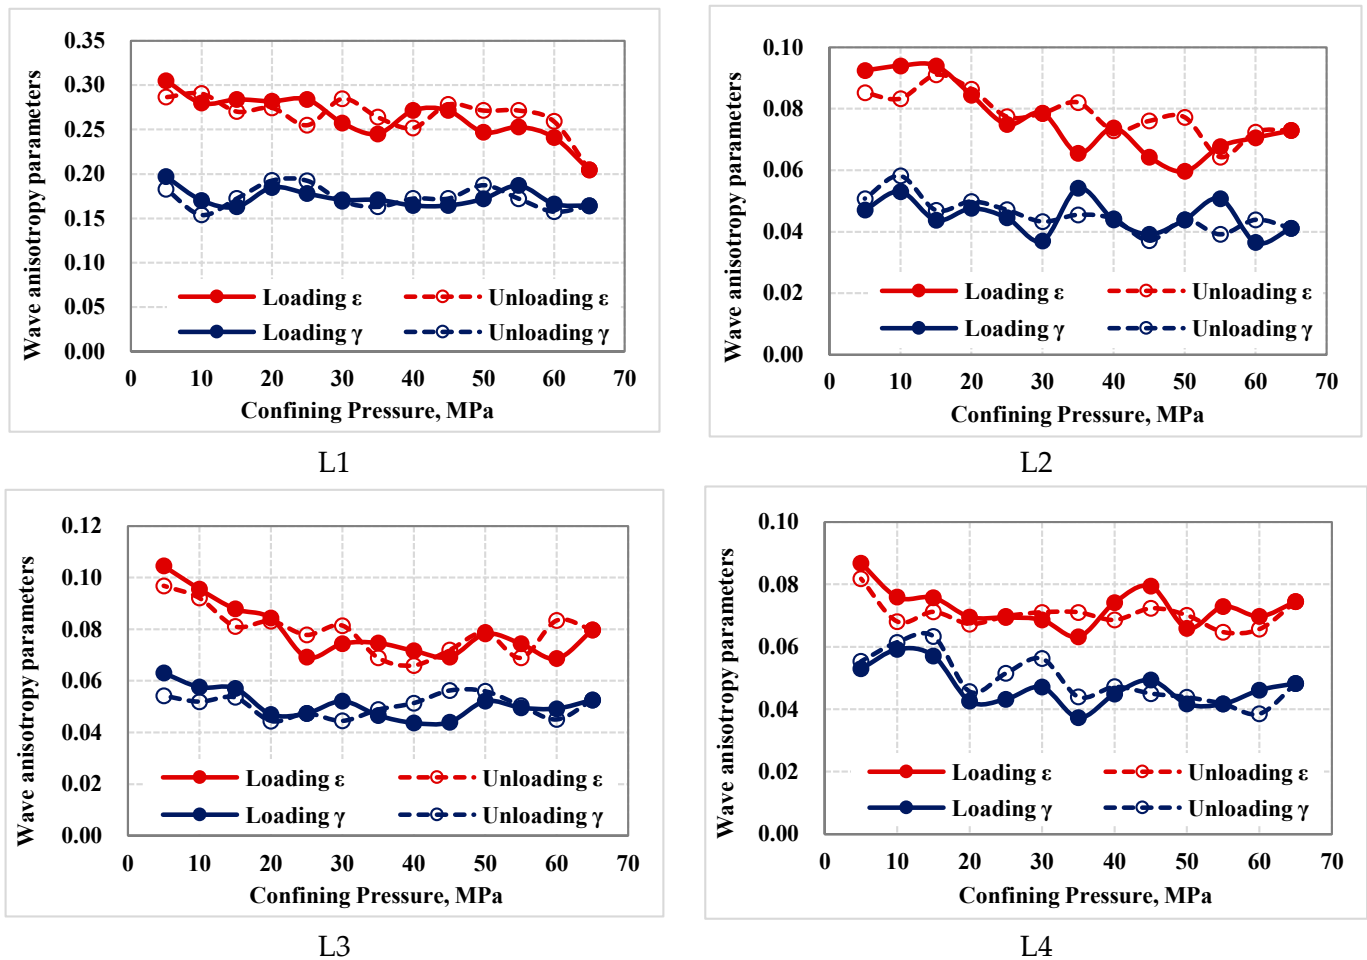 Wave anisotropy parameters
0.35
0.30
0.25
0.20
0.15
0.10
0.05
0.00
Loading ε
Unloading ε
Loading γ
Unloading γ
0 10 20 30 40 50 60 70
Confining Pressure, MPa
L1
Wave anisotropy parameters
0.10
0.08
0.06
0.04
0.02
0.00
Loading ε
Unloading ε
Loading γ
Unloading γ
0 10 20 30 40 50 60 70
Confining Pressure, MPa
L2
Wave anisotropy parameters
0.12
0.10
0.08
0.06
0.04
0.02
0.00
Loading ε
Unloading ε
Loading γ
Unloading γ
0 10 20 30 40 50 60 70
Confining Pressure, MPa
L3
Wave anisotropy parameters
0.10
0.08
0.06
0.04
0.02
0.00
Loading ε
Unloading ε
Loading γ
Unloading γ
0 10 20 30 40 50 60 70
Confining Pressure, MPa
L4